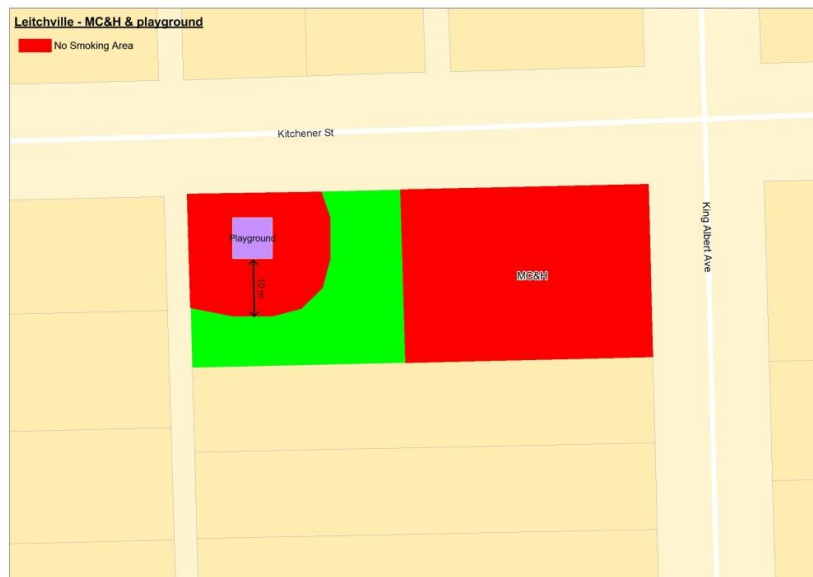 Leitchville - MC&H & playground
No Smoking Area
Kitchener St
King Albert Ave
Playground
10 m
MC&H